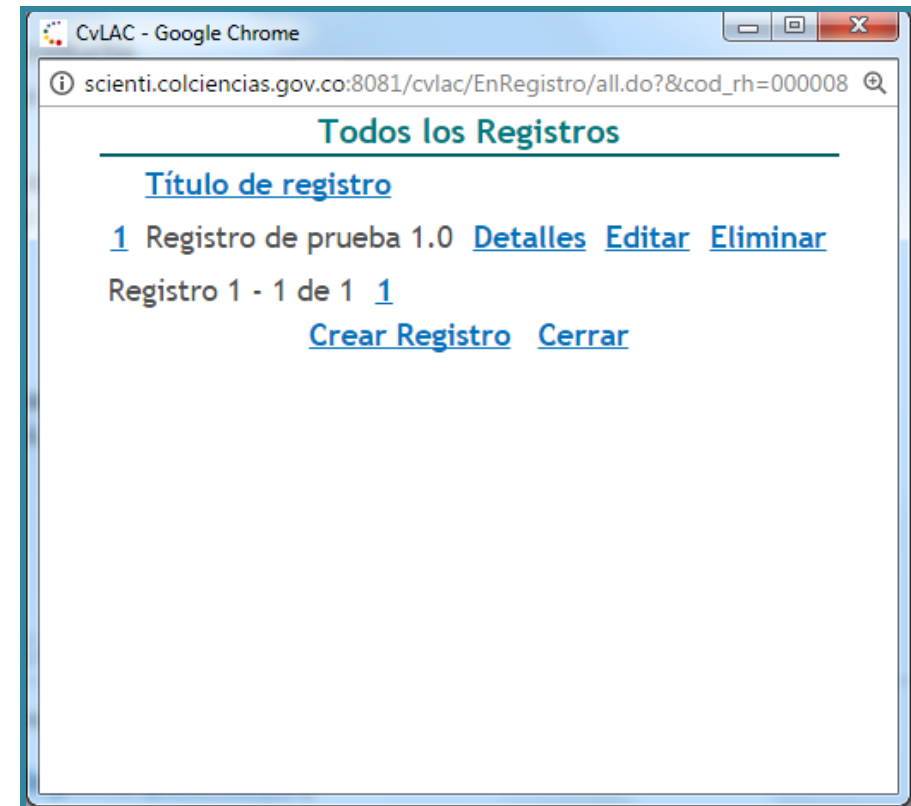 CvLAC - Google Chrome
scienti.colciencias.gov.co:8081/cvlac/EnRegistro/all.do?&cod_rh=000008
Todos los Registros
Título de registro
1 Registro de prueba 1.0 Detalles Editar Eliminar
Registro 1 - 1 de 1 1
Crear Registro Cerrar